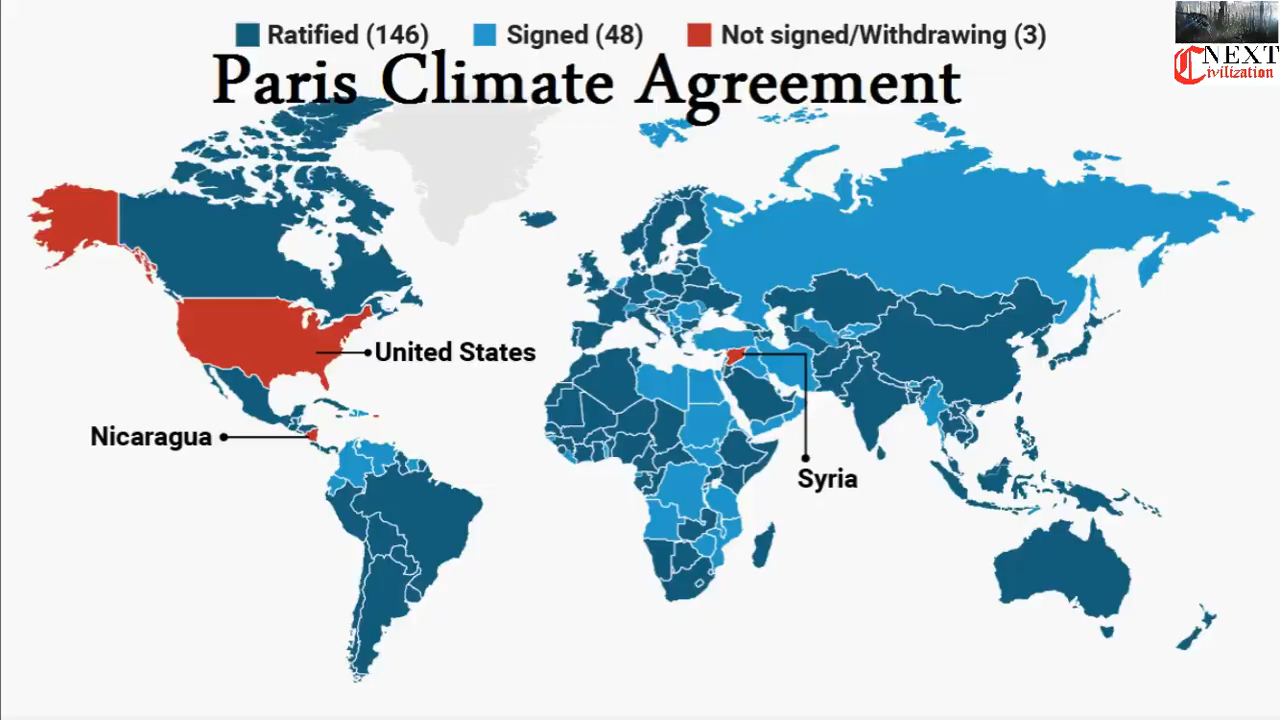 Ratified (146) Signed (48) Not signed/Withdrawing (3)
NEXT
Civilization
Paris Climate Agreement
United States
Nicaragua
Syria